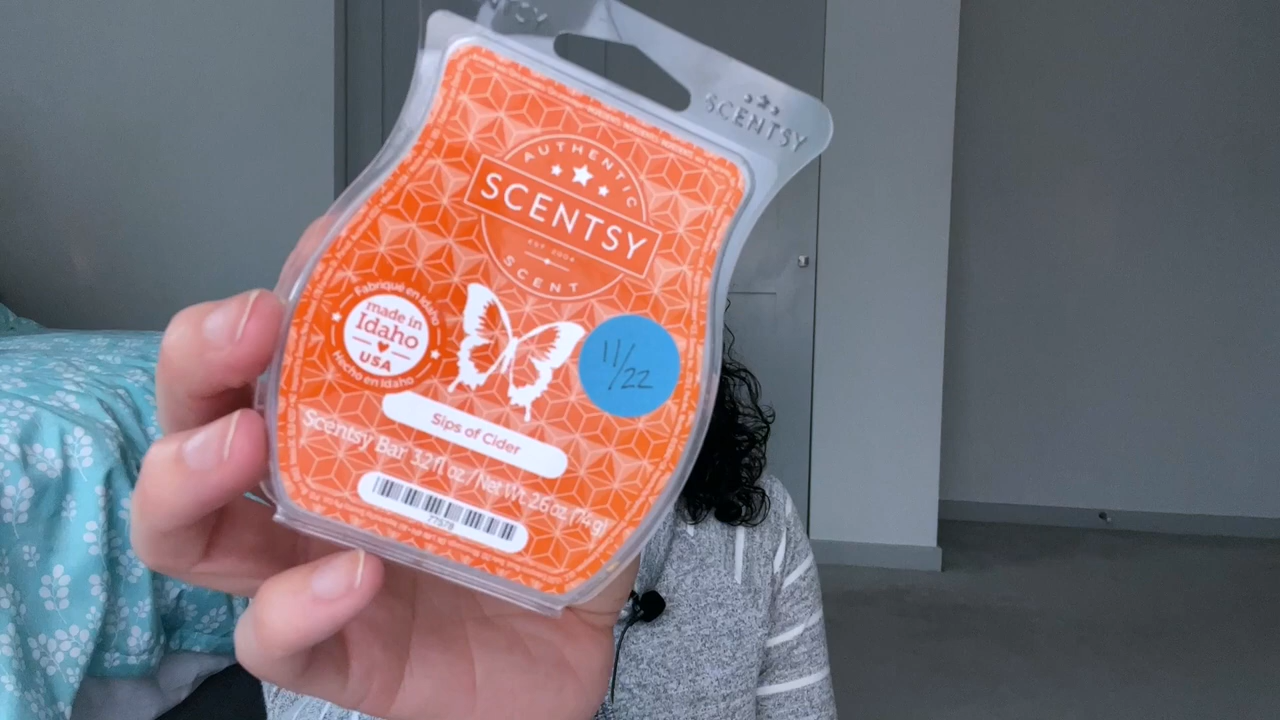 SCENTSY
AUTHENTIC
SCENTSY
EST. 2004
SCENT
Fabriqué en Idaho
made in
Idaho
USA
Hecho en Idaho
11/22
Sips of Cider
Scentsy Bar 3.2 fl oz / Net Wt. 2.6 oz (74 g)
77578